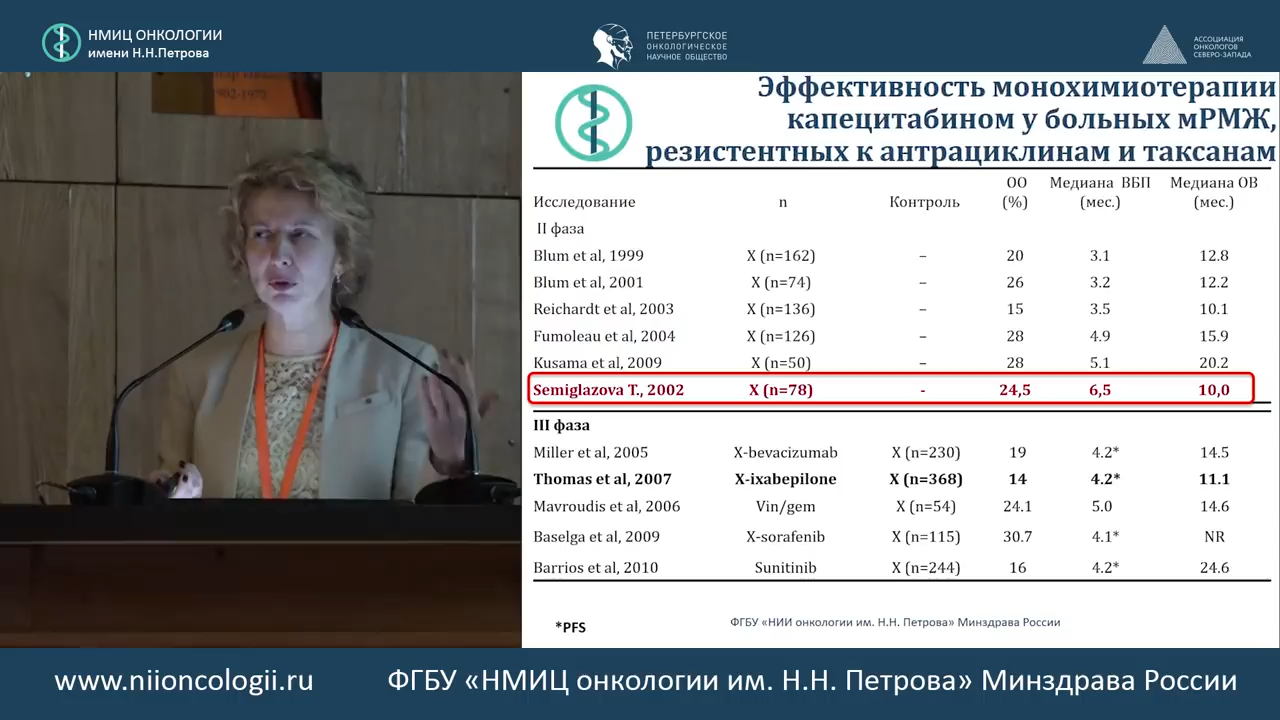 НМИЦ ОНКОЛОГИИ
имени Н.Н.Петрова
ПЕТЕРБУРГСКОЕ
ОНКОЛОГИЧЕСКОЕ
НАУЧНОЕ ОБЩЕСТВО
АССОЦИАЦИЯ
ОНКОЛОГОВ
СЕВЕРО-ЗАПАДА
Эффективность монохимиотерапии
капецитабином у больных мРМЖ,
резистентных к антрациклинам и таксанам
Исследование n Контроль ОО (%) Медиана ВБП (мес.) Медиана ОВ (мес.)
II фаза
Blum et al, 1999 X (n=162) – 20 3.1 12.8
Blum et al, 2001 X (n=74) – 26 3.2 12.2
Reichardt et al, 2003 X (n=136) – 15 3.5 10.1
Fumoleau et al, 2004 X (n=126) – 28 4.9 15.9
Kusama et al, 2009 X (n=50) – 28 5.1 20.2
Semiglazova T., 2002 X (n=78) - 24,5 6,5 10,0
III фаза
Miller et al, 2005 X-bevacizumab X (n=230) 19 4.2* 14.5
Thomas et al, 2007 X-ixabepilone X (n=368) 14 4.2* 11.1
Mavroudis et al, 2006 Vin/gem X (n=54) 24.1 5.0 14.6
Baselga et al, 2009 X-sorafenib X (n=115) 30.7 4.1* NR
Barrios et al, 2010 Sunitinib X (n=244) 16 4.2* 24.6
*PFS
ФГБУ «НИИ онкологии им. Н.Н. Петрова» Минздрава России
www.niioncologii.ru ФГБУ «НМИЦ онкологии им. Н.Н. Петрова» Минздрава России